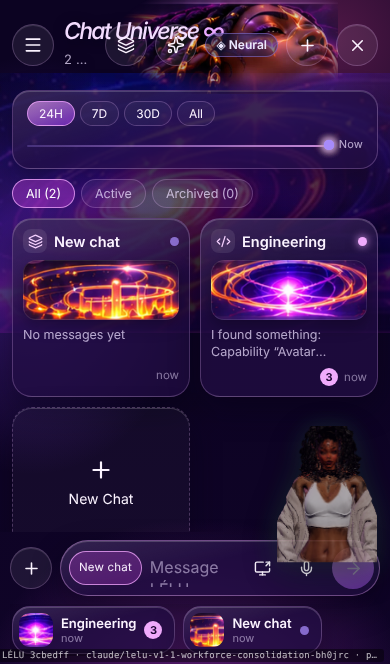 Chat Universe ∞
2 ...
Neural
24H
7D
30D
All
Now
All (2)
Active
Archived (0)
New chat
No messages yet
now
Engineering
I found something:
Capability “Avatar...
3
now
New Chat
New chat
Message
LÉLU
Engineering
now
3
New chat
now
LÉLU 3cbedff · claude/lelu-v1-1-workforce-consolidation-bh0jrc · p…